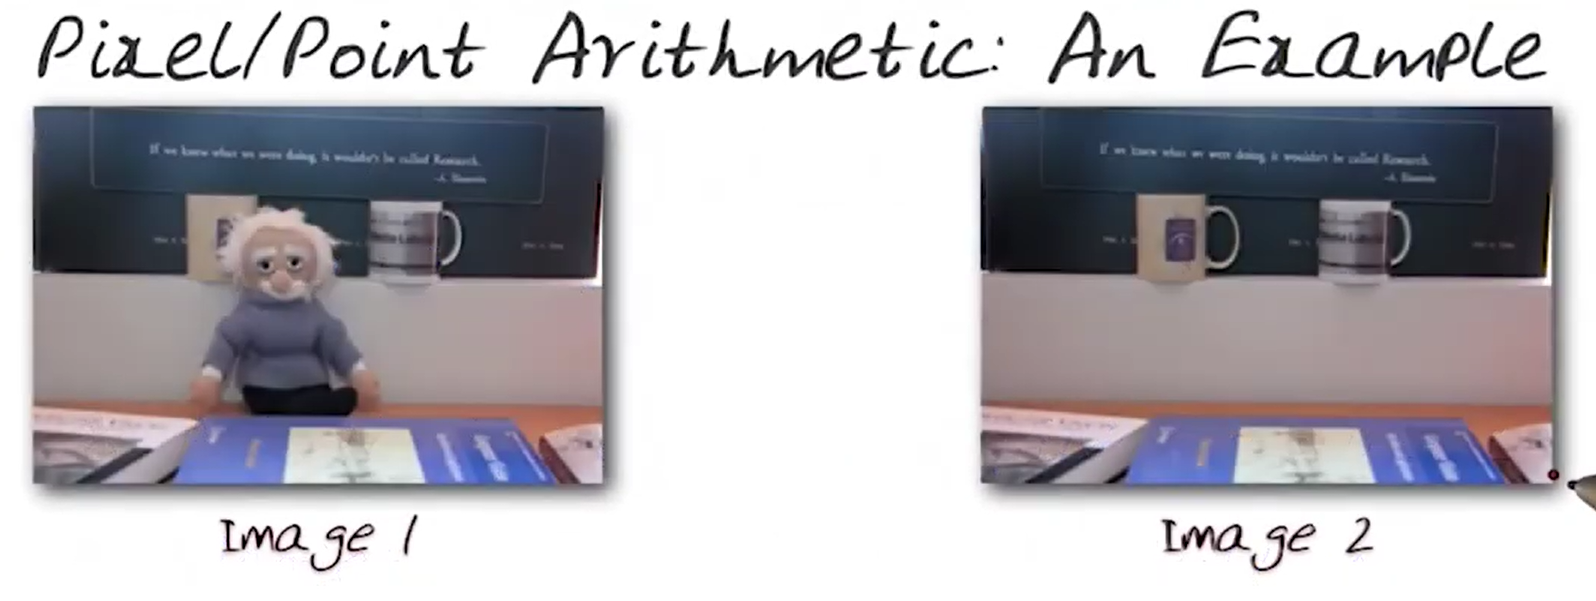 Pixel/Point Arithmetic: An Example
If we knew what we were doing, it wouldn't be called Research.
–A. Einstein
If we knew what we were doing, it wouldn't be called Research.
–A. Einstein
Image 1
Image 2